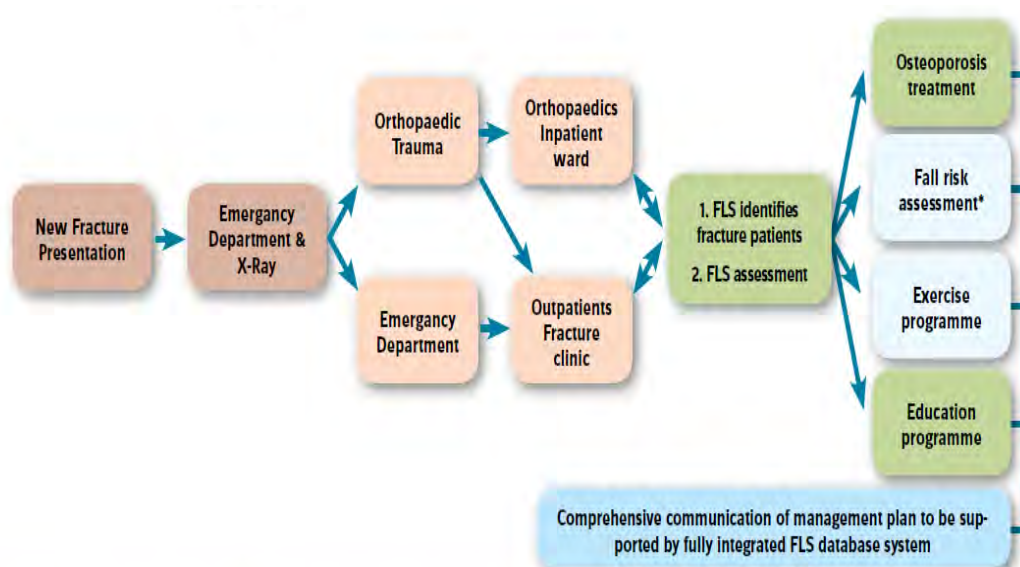 New Fracture
Presentation
Emergancy
Department &
X-Ray
Orthopaedic
Trauma
Emergancy
Department
Orthopaedics
Inpatient
ward
Outpatients
Fracture
clinic
1. FLS identifies
fracture patients
2. FLS assessment
Osteoporosis
treatment
Fall risk
assessment*
Exercise
programme
Education
programme
Comprehensive communication of management plan to be sup-
ported by fully integrated FLS database system